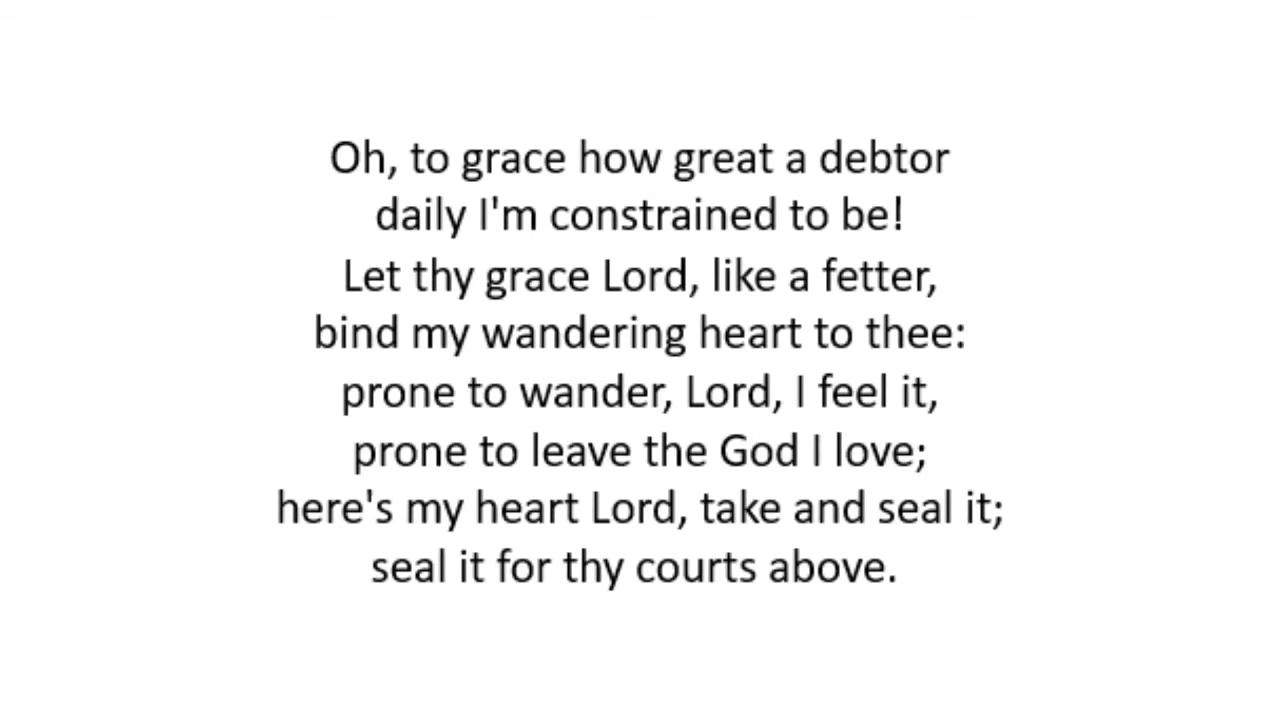 Oh, to grace how great a debtor
daily I'm constrained to be!
Let thy grace Lord, like a fetter,
bind my wandering heart to thee:
prone to wander, Lord, I feel it,
prone to leave the God I love;
here's my heart Lord, take and seal it;
seal it for thy courts above.